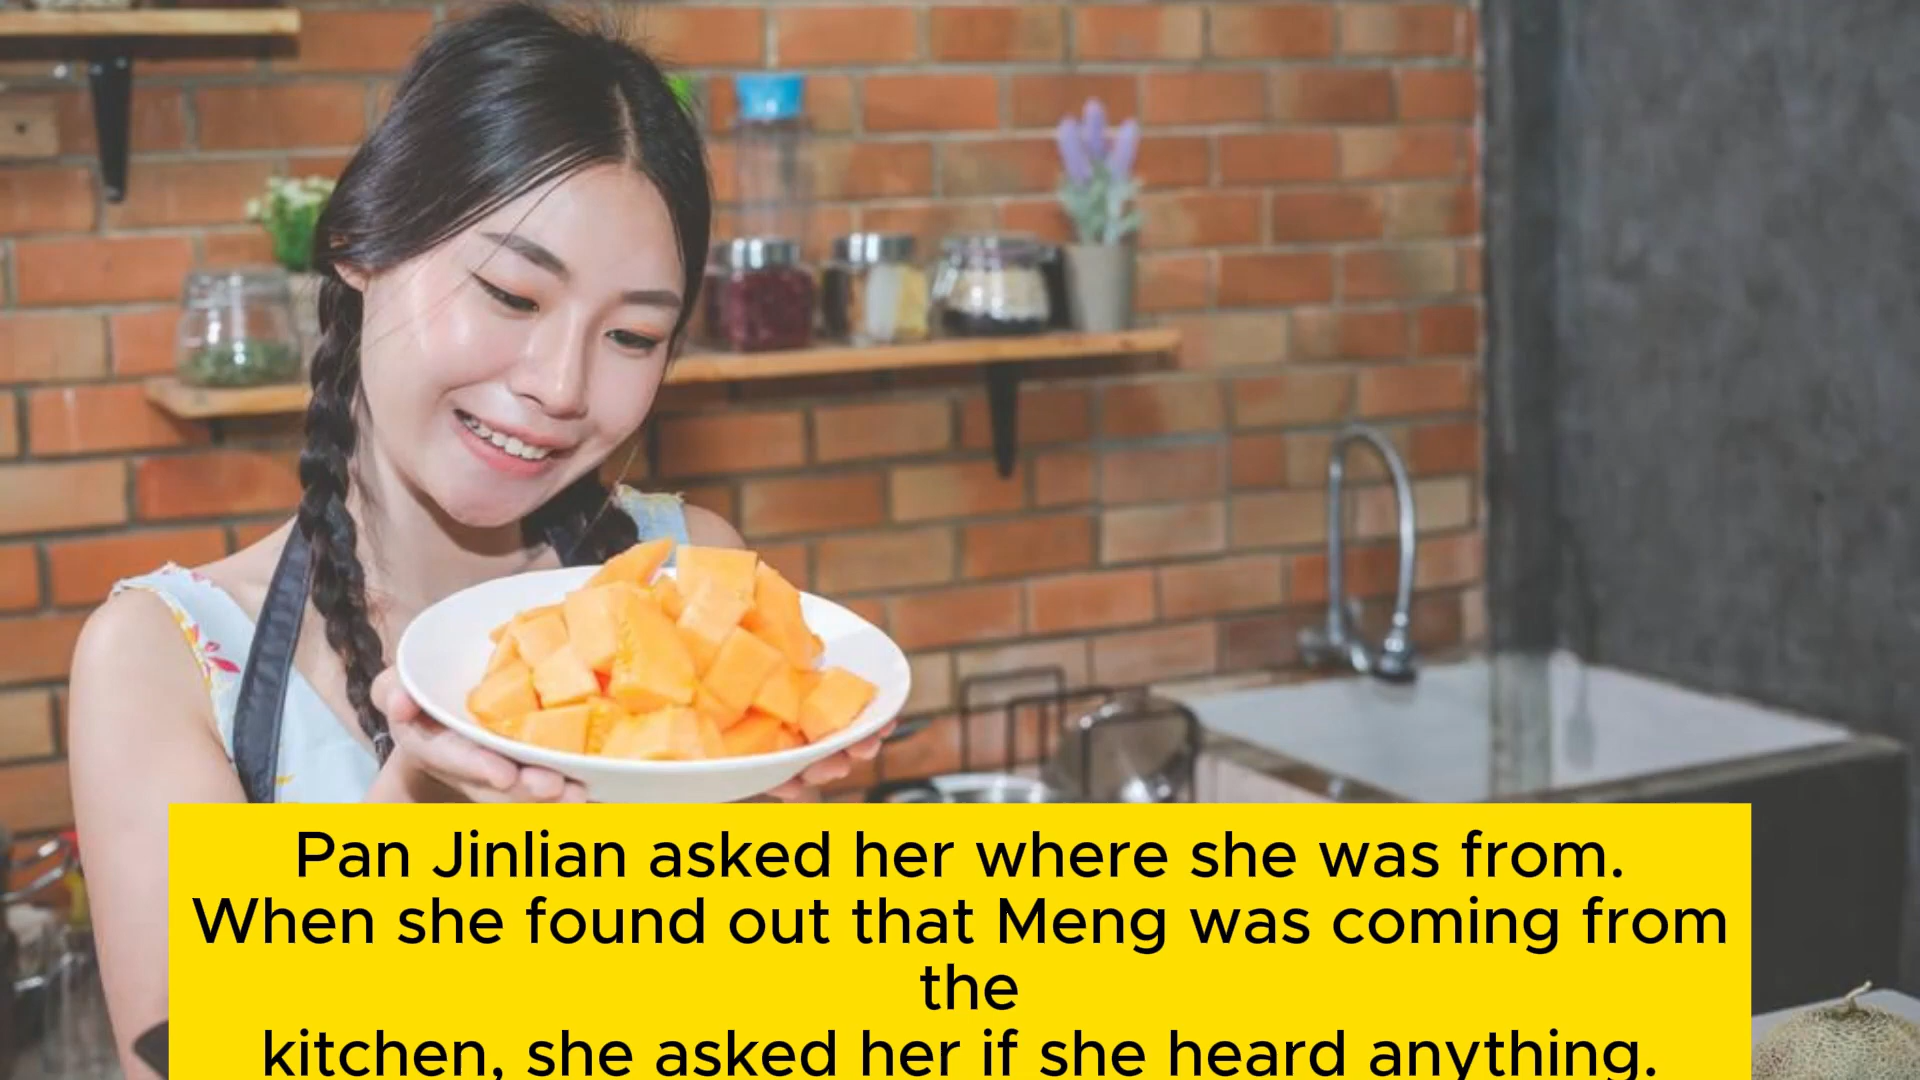 Pan Jinlian asked her where she was from.
When she found out that Meng was coming from
the
kitchen, she asked her if she heard anything.